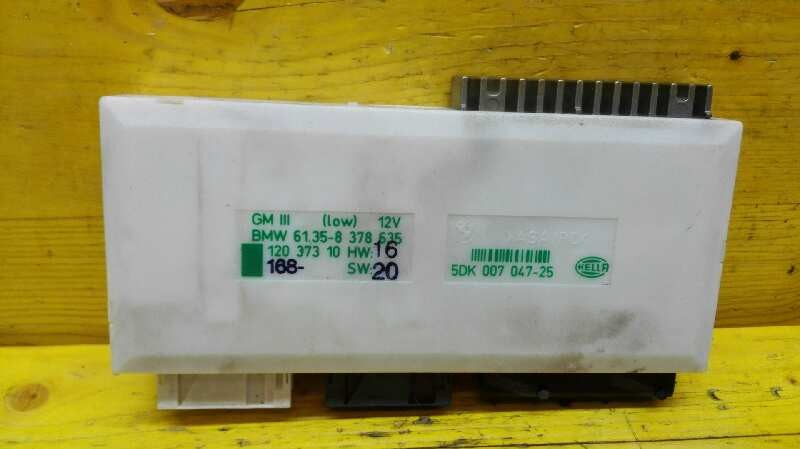 GM III (low) 12V
BMW 61.35-8 378 635
120 373 10 HW: 16
168- SW: 20
5DK 007 047-25
HELLA